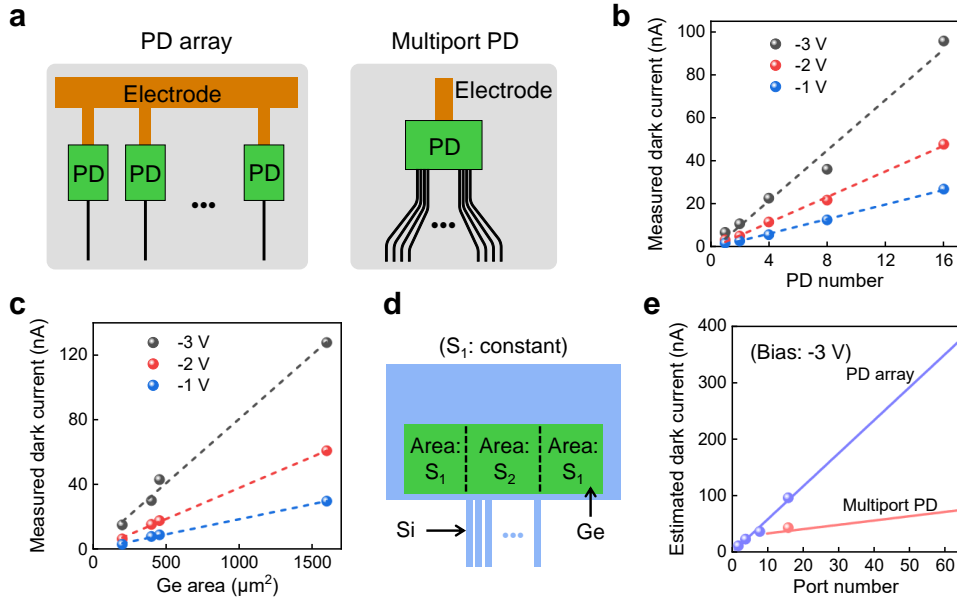 a
PD array
Multiport PD
Electrode
PD
PD
•••
PD
Electrode
PD
•••
b
Measured dark current (nA)
100
80
60
40
20
0
-3 V
-2 V
-1 V
0
4
8
12
16
PD number
c
Measured dark current (nA)
120
80
40
0
-3 V
-2 V
-1 V
0
500
1000
1500
Ge area (μm²)
d
(S₁: constant)
Area: S₁
Area: S₂
Area: S₁
Si
•••
Ge
e
Estimated dark current (nA)
400
300
200
100
0
(Bias: -3 V)
PD array
Multiport PD
0
10
20
30
40
50
60
Port number